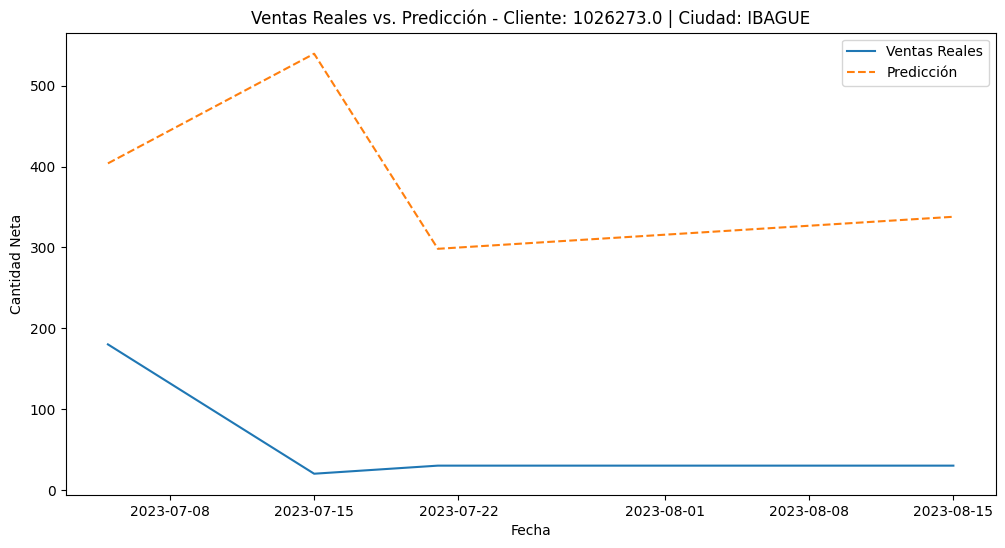 Ventas Reales vs. Predicción - Cliente: 1026273.0 | Ciudad: IBAGUE
Ventas Reales
Predicción
Cantidad Neta
500
400
300
200
100
0
2023-07-08
2023-07-15
2023-07-22
2023-08-01
2023-08-08
2023-08-15
Fecha